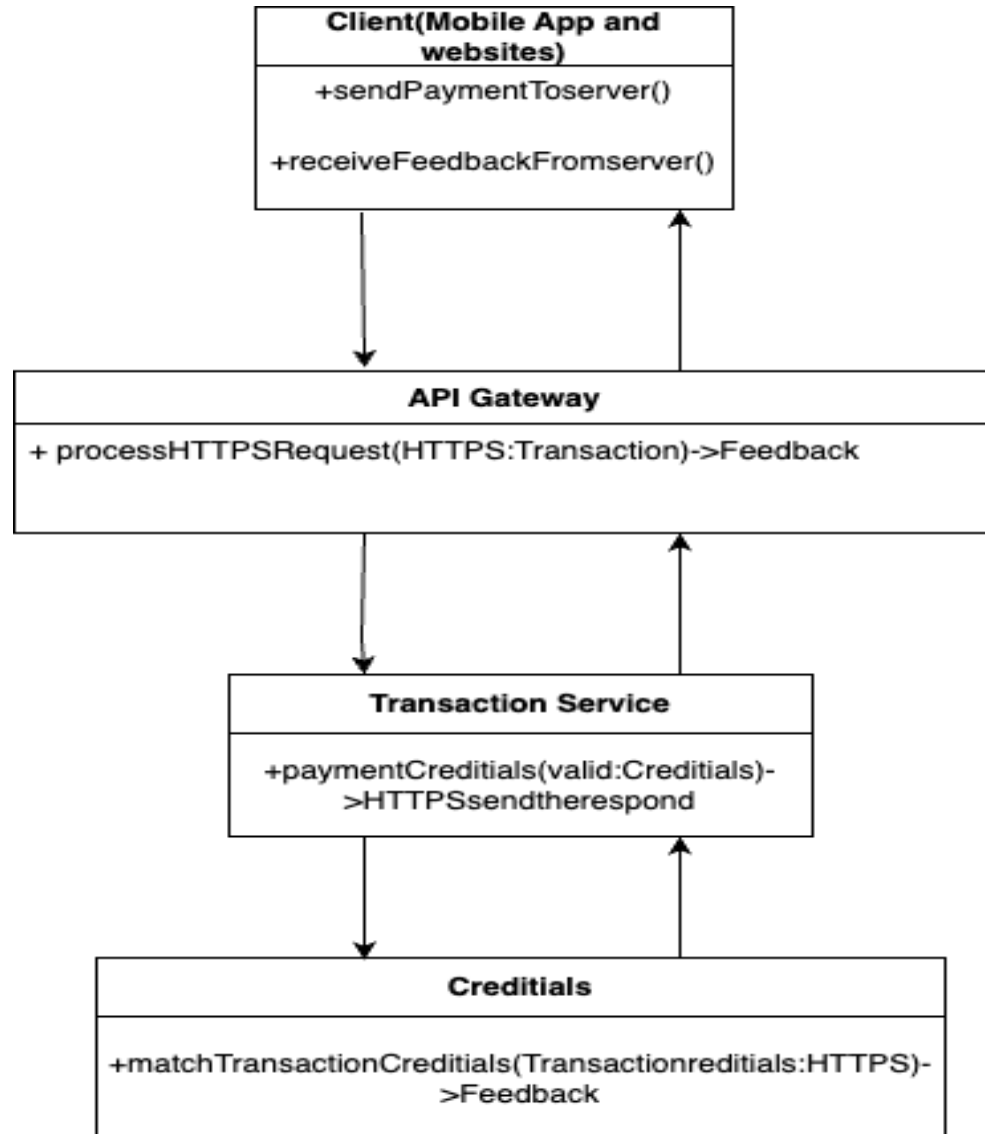 Client(Mobile App and
websites)
+sendPaymentToserver()
+receiveFeedbackFromserver()
API Gateway
+ processHTTPSRequest(HTTPS:Transaction)->Feedback
Transaction Service
+paymentCreditials(valid:Creditials)-
>HTTPSsendtherespond
Creditials
+matchTransactionCreditials(Transactionreditials:HTTPS)-
>Feedback